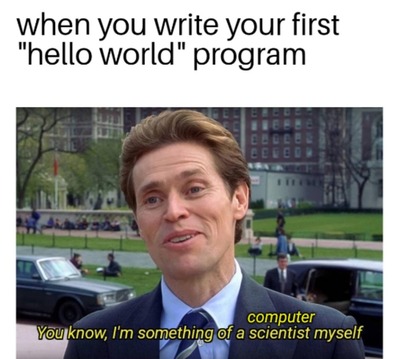 when you write your first
"hello world" program
computer
You know, I'm something of a scientist myself